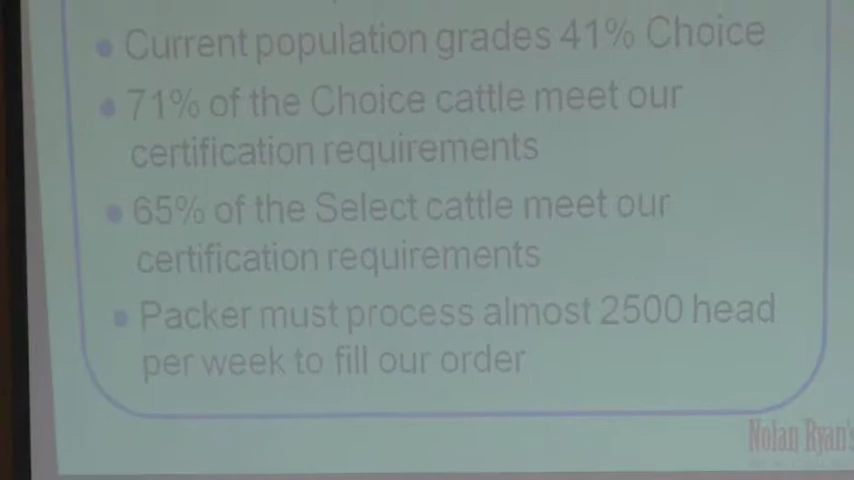 Current population grades 41% Choice
71% of the Choice cattle meet our
certification requirements
65% of the Select cattle meet our
certification requirements
Packer must process almost 2500 head
per week to fill our order
Nolan Ryan's